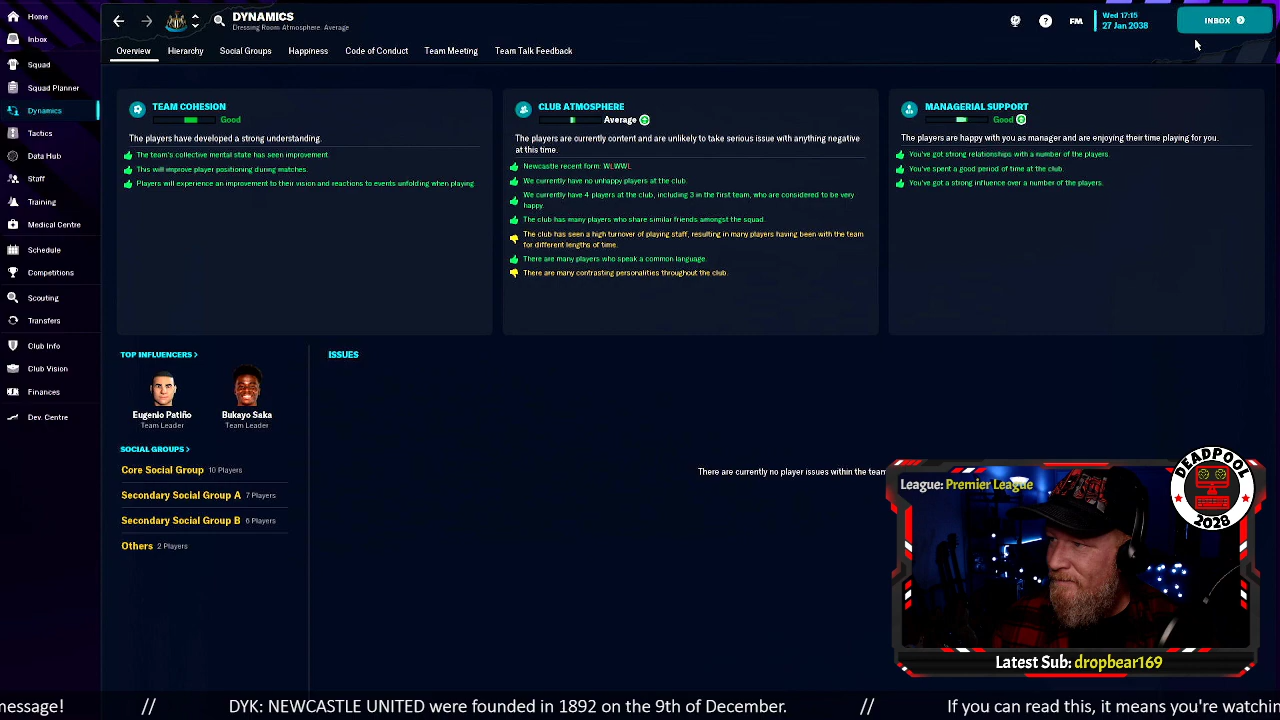 Home
Inbox
Squad
Squad Planner
Dynamics
Tactics
Data Hub
Staff
Training
Medical Centre
Schedule
Competitions
Scouting
Transfers
Club Info
Club Vision
Finances
Dev. Centre
DYNAMICS
Dressing Room Atmosphere. Average
FM
Wed 17:15
27 Jan 2038
INBOX
Overview Hierarchy Social Groups Happiness Code of Conduct Team Meeting Team Talk Feedback
TEAM COHESION
Good
The players have developed a strong understanding.
The team's collective mental state has seen improvement.
This will improve player positioning during matches.
Players will experience an improvement to their vision and reactions to events unfolding when playing
CLUB ATMOSPHERE
Average
The players are currently content and are unlikely to take serious issue with anything negative
at this time.
Newcastle recent form: WLWWL
We currently have no unhappy players at the club.
We currently have 4 players at the club, including 3 in the first team, who are considered to be very
happy.
The club has many players who share similar friends amongst the squad.
The club has seen a high turnover of playing staff, resulting in many players having been with the team
for different lengths of time.
There are many players who speak a common language.
There are many contrasting personalities throughout the club.
MANAGERIAL SUPPORT
Good
The players are happy with you as manager and are enjoying their time playing for you.
You've got strong relationships with a number of the players.
You've spent a good period of time at the club.
You've got a strong influence over a number of the players.
TOP INFLUENCERS >
Eugenio Patiño
Team Leader
Bukayo Saka
Team Leader
SOCIAL GROUPS >
Core Social Group 10 Players
Secondary Social Group A 7 Players
Secondary Social Group B 6 Players
Others 2 Players
ISSUES
There are currently no player issues within the team
League: Premier League
DEADPOOL
2028
Latest Sub: dropbear169
message! // DYK: NEWCASTLE UNITED were founded in 1892 on the 9th of December. // If you can read this, it means you're watchin